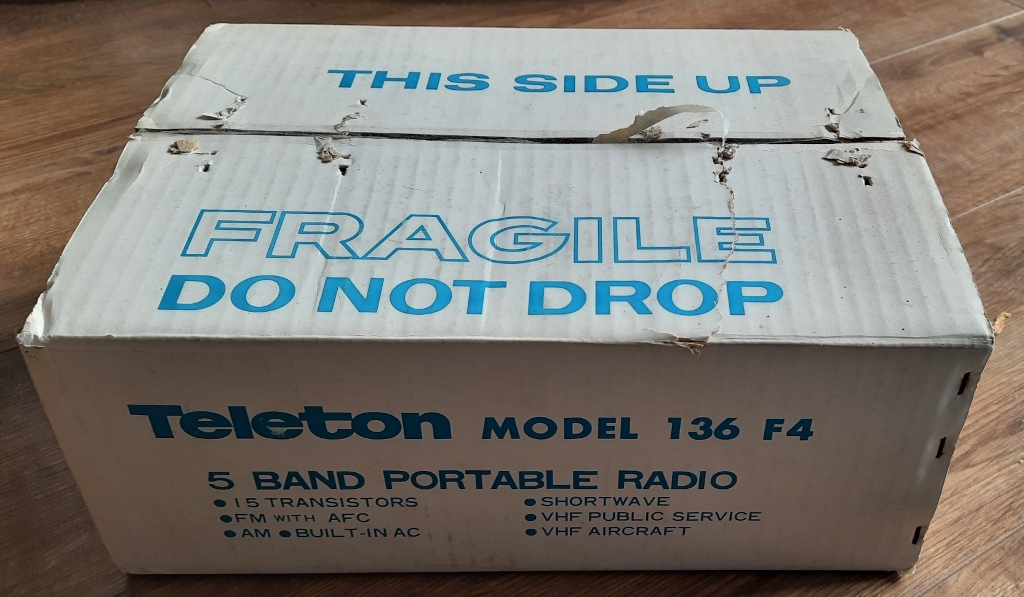 THIS SIDE UP
FRAGILE
DO NOT DROP
Teleton MODEL 136 F4
5 BAND PORTABLE RADIO
• 15 TRANSISTORS
• FM WITH AFC
• AM • BUILT-IN AC
• SHORTWAVE
• VHF PUBLIC SERVICE
• VHF AIRCRAFT